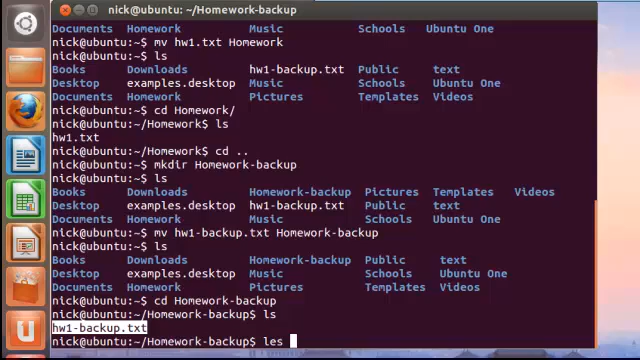 nick@ubuntu: ~/Homework-backup
Documents Homework Music Schools Ubuntu One
nick@ubuntu:~$ mv hw1.txt Homework
nick@ubuntu:~$ ls
Books Downloads hw1-backup.txt Public text
Desktop examples.desktop Music Schools Ubuntu One
Documents Homework Pictures Templates Videos
nick@ubuntu:~$ cd Homework/
nick@ubuntu:~/Homework$ ls
hw1.txt
nick@ubuntu:~/Homework$ cd ..
nick@ubuntu:~$ mkdir Homework-backup
nick@ubuntu:~$ ls
Books Downloads Homework-backup Pictures Templates Videos
Desktop examples.desktop hw1-backup.txt Public text
Documents Homework Music Schools Ubuntu One
nick@ubuntu:~$ mv hw1-backup.txt Homework-backup
nick@ubuntu:~$ ls
Books Downloads Homework-backup Public text
Desktop examples.desktop Music Schools Ubuntu One
Documents Homework Pictures Templates Videos
nick@ubuntu:~$ cd Homework-backup
nick@ubuntu:~/Homework-backup$ ls
hw1-backup.txt
nick@ubuntu:~/Homework-backup$ les